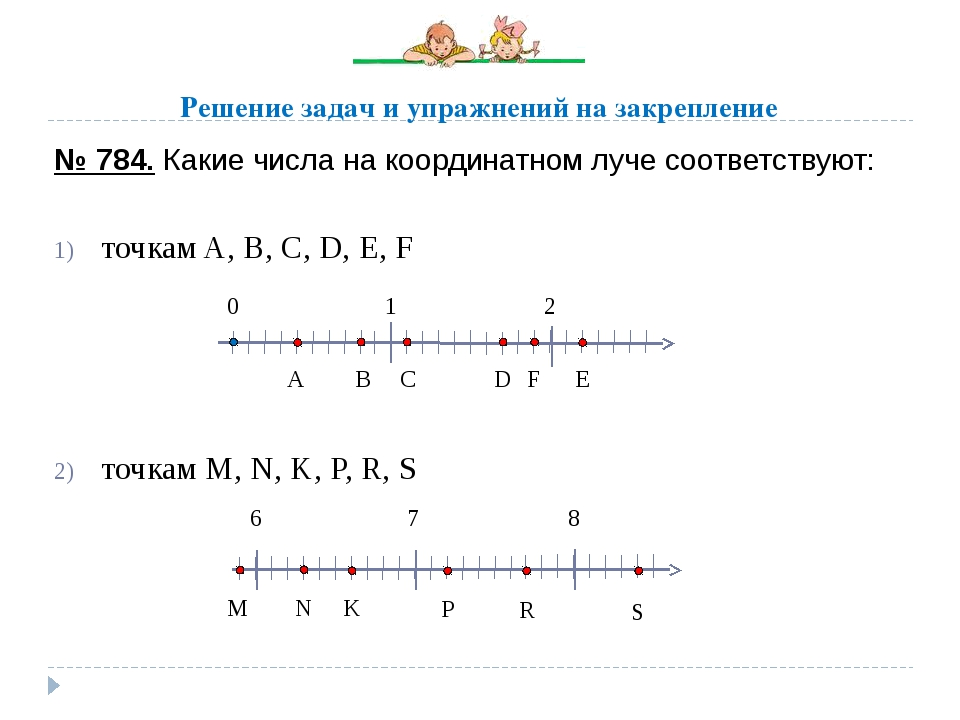 Решение задач и упражнений на закрепление
№ 784. Какие числа на координатном луче соответствуют:
1) точкам A, B, C, D, E, F
0 1 2
A B C D F E
2) точкам M, N, K, P, R, S
6 7 8
M N K P R S